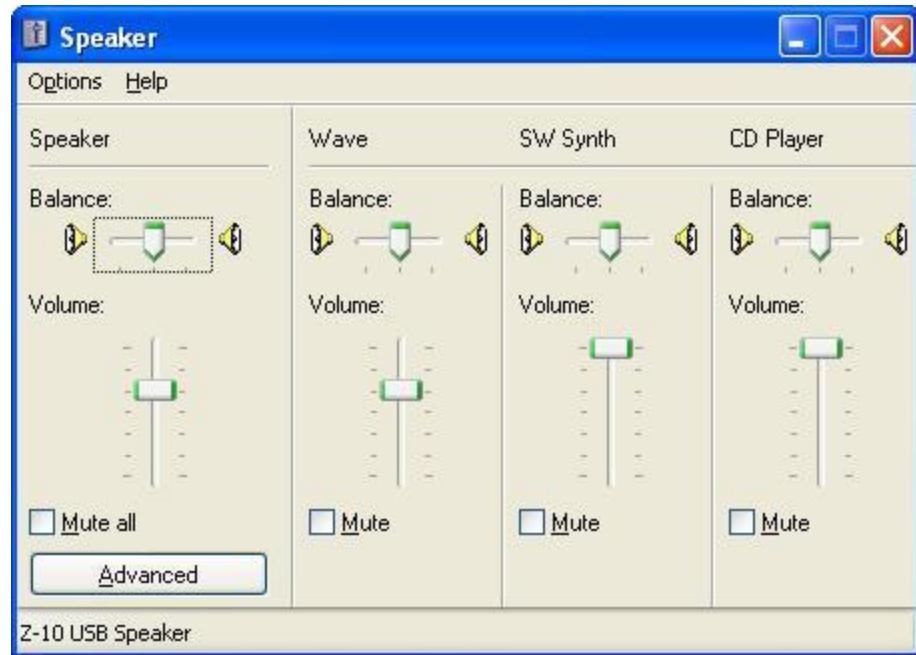 Speaker
Options Help
Speaker Wave SW Synth CD Player
Balance: Balance: Balance: Balance:
Volume: Volume: Volume: Volume:
Mute all Mute Mute Mute
Advanced
Z-10 USB Speaker